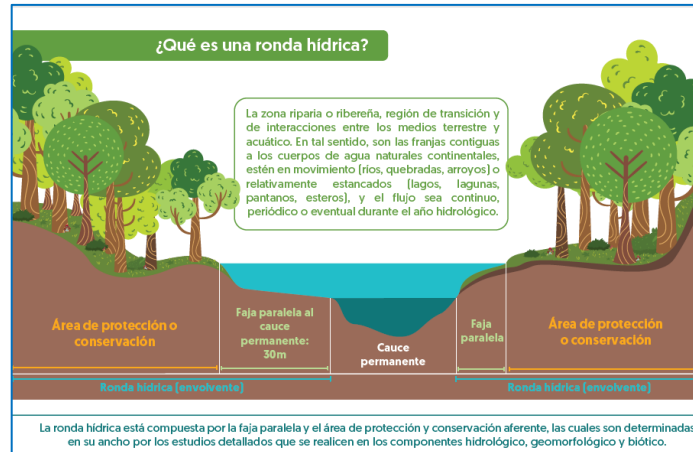 ¿Qué es una ronda hídrica?
La zona riparia o ribereña, región de transición y
de interacciones entre los medios terrestre y
acuático. En tal sentido, son las franjas contiguas
a los cuerpos de agua naturales continentales,
estén en movimiento (ríos, quebradas, arroyos) o
relativamente estancados (lagos, lagunas,
pantanos, esteros), y el flujo sea continuo,
periódico o eventual durante el año hidrológico.
Área de protección o
conservación
Faja paralela al
cauce
permanente:
30m
Cauce
permanente
Faja
paralela
Área de protección
o conservación
Ronda hídrica (envolvente)
Ronda hídrica (envolvente)
La ronda hídrica está compuesta por la faja paralela y el área de protección y conservación aferente, las cuales son determinadas
en su ancho por los estudios detallados que se realicen en los componentes hidrológico, geomorfológico y biótico.